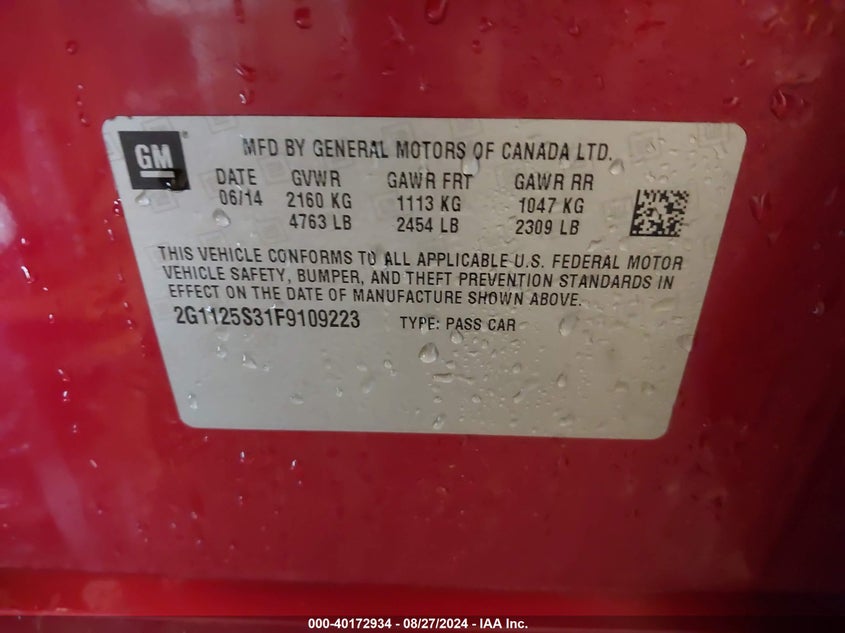 GM
MFD BY GENERAL MOTORS OF CANADA LTD.
DATE GVWR GAWR FRT GAWR RR
06/14 2160 KG 1113 KG 1047 KG
4763 LB 2454 LB 2309 LB
THIS VEHICLE CONFORMS TO ALL APPLICABLE U.S. FEDERAL MOTOR
VEHICLE SAFETY, BUMPER, AND THEFT PREVENTION STANDARDS IN
EFFECT ON THE DATE OF MANUFACTURE SHOWN ABOVE.
2G1125S31F9109223 TYPE: PASS CAR
000-40172934 - 08/27/2024 - IAA Inc.